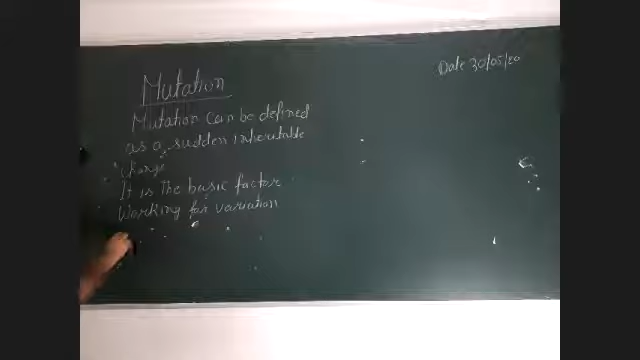 Date 30/05/20
Mutation
Mutation can be defined
as a sudden inheritable
change
It is the basic factor
Working for variation